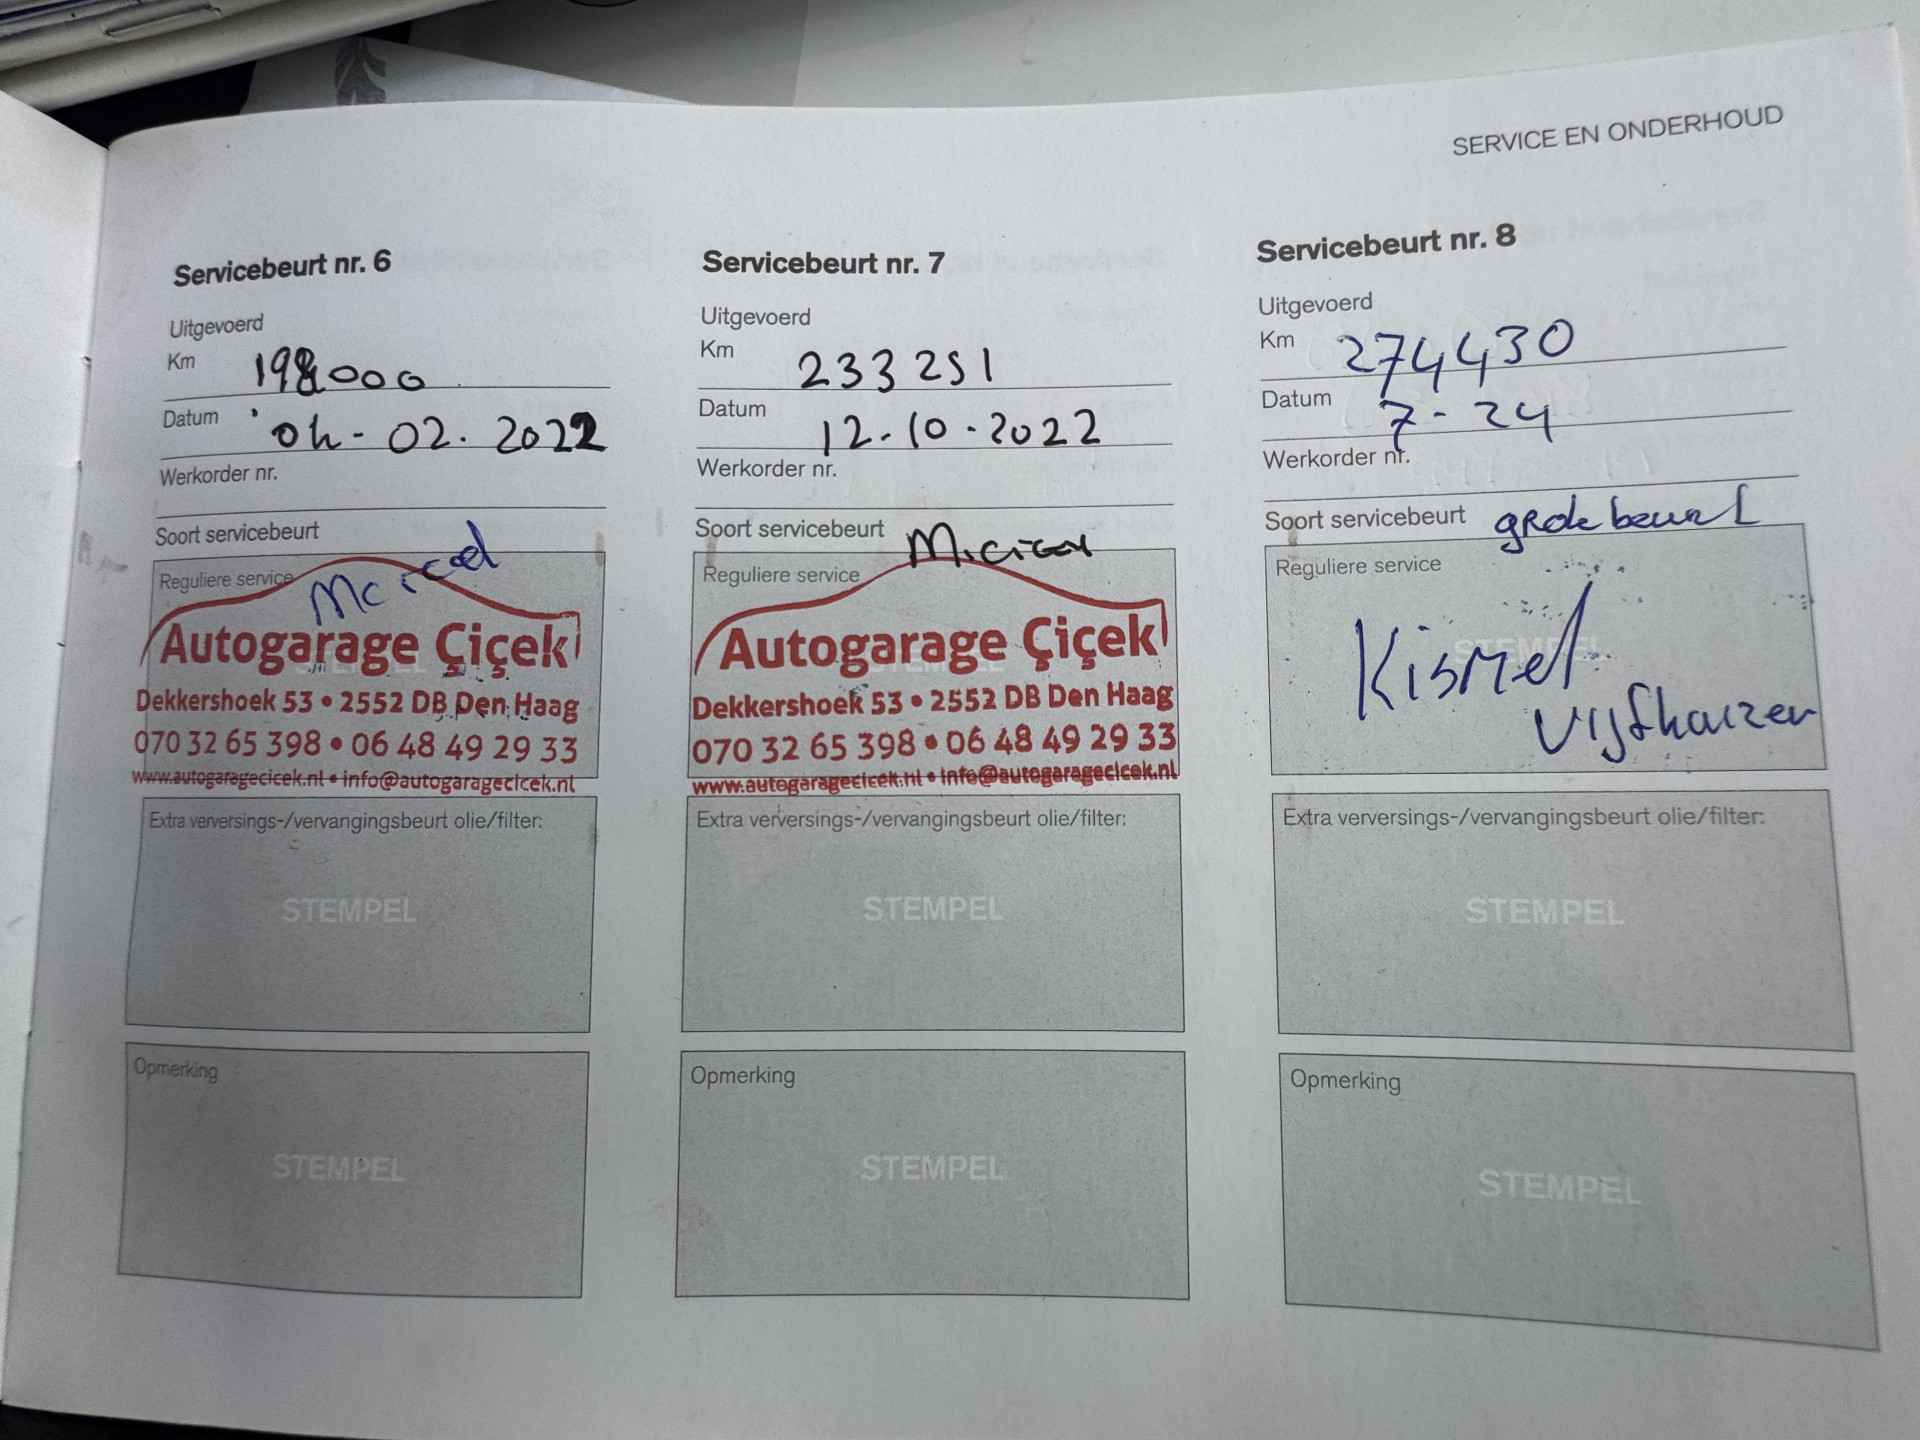 SERVICE EN ONDERHOUD
Servicebeurt nr. 6
Uitgevoerd
Km 198000
Datum 04-02.2022
Werkorder nr.
Soort servicebeurt
Reguliere service
Autogarage Çiçek
Dekkershoek 53 • 2552 DB Den Haag
070 32 65 398 • 06 48 49 29 33
www.autogaragecicek.nl • info@autogaragecicek.nl
Extra verversings-/vervangingsbeurt olie/filter:
STEMPEL
Opmerking
STEMPEL
Servicebeurt nr. 7
Uitgevoerd
Km 233251
Datum 12-10-2022
Werkorder nr.
Soort servicebeurt
Reguliere service
Autogarage Çiçek
Dekkershoek 53 • 2552 DB Den Haag
070 32 65 398 • 06 48 49 29 33
www.autogaragecicek.nl • info@autogaragecicek.nl
Extra verversings-/vervangingsbeurt olie/filter:
STEMPEL
Opmerking
STEMPEL
Servicebeurt nr. 8
Uitgevoerd
Km 274430
Datum 7-24
Werkorder nr.
Soort servicebeurt grote beurt
Reguliere service
STEMPEL
Kismet
Vijfhuizen
Extra verversings-/vervangingsbeurt olie/filter:
STEMPEL
Opmerking
STEMPEL